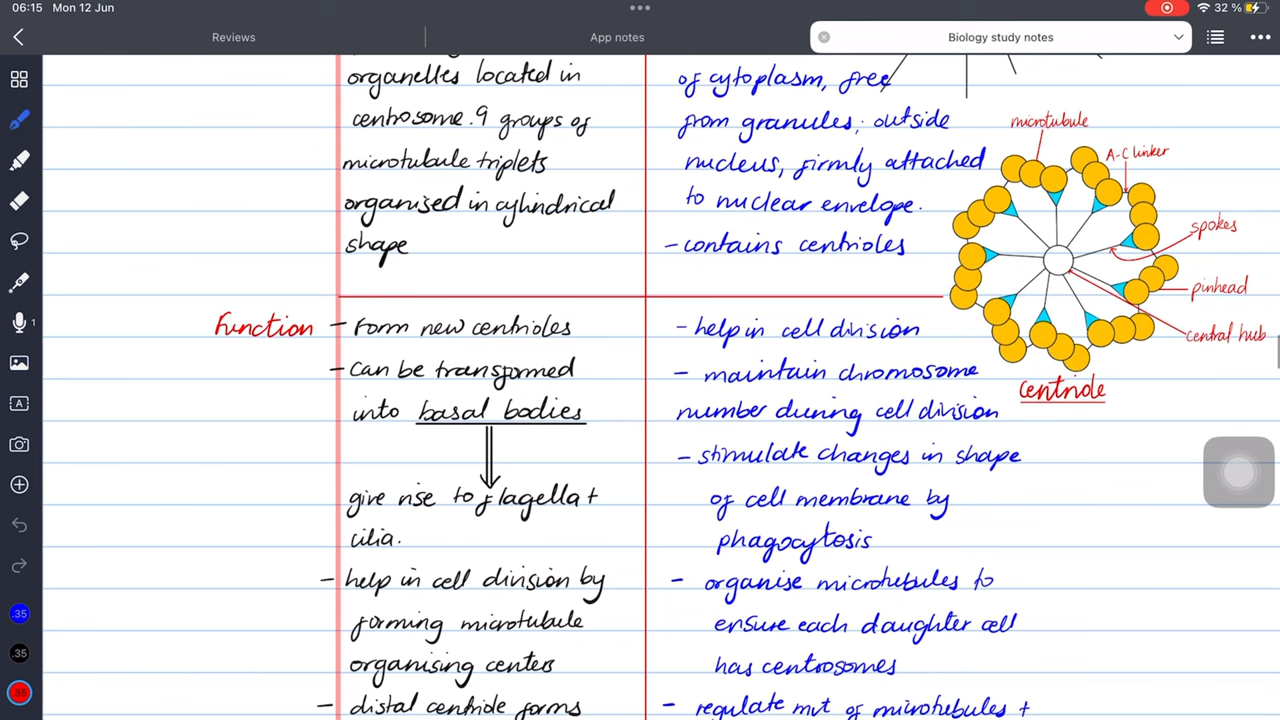 06:15 Mon 12 Jun
32 %
Reviews
App notes
Biology study notes
organelles located in
centrosome. 9 groups of
microtubule triplets
organised in cylindrical
shape
of cytoplasm, free
from granules; outside
nucleus, firmly attached
to nuclear envelope.
- contains centrioles
microtubule
A-C linker
spokes
pinhead
central hub
centriole
Function
- Form new centrioles
- can be transformed
into basal bodies
give rise to flagella +
cilia.
- help in cell division by
forming microtubule
organising centers
- distal centriole forms
- help in cell division
- maintain chromosome
number during cell division
- stimulate changes in shape
of cell membrane by
phagocytosis
- organise microtubules to
ensure each daughter cell
has centrosomes
- regulate mvt of microtubules +
1
A
.35
.35
.35